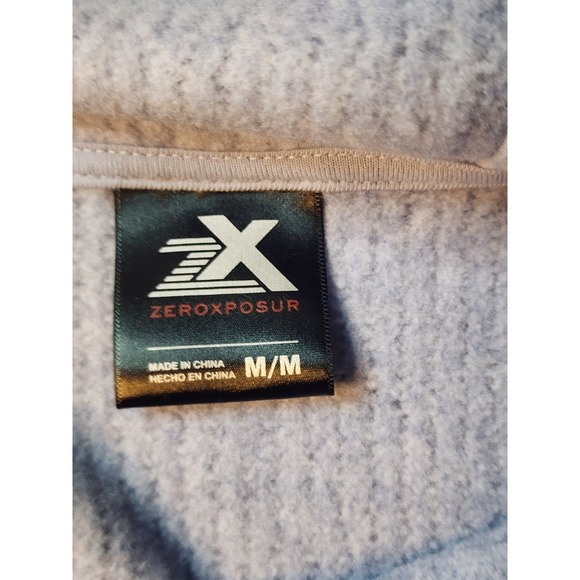 ZX
ZEROXPOSUR
MADE IN CHINA
HECHO EN CHINA M/M